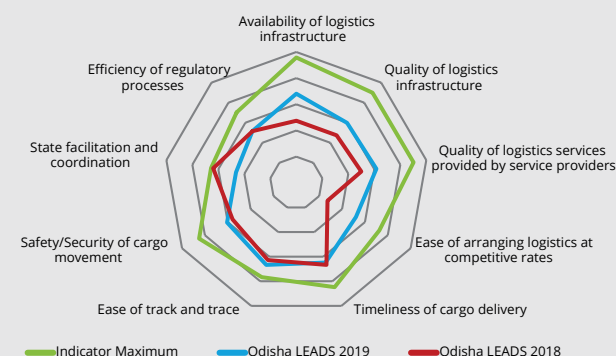 Availability of logistics
infrastructure
Efficiency of regulatory
processes
Quality of logistics
infrastructure
State facilitation and
coordination
Quality of logistics services
provided by service providers
Safety/Security of cargo
movement
Ease of arranging logistics at
competitive rates
Ease of track and trace
Timeliness of cargo delivery
Indicator Maximum
Odisha LEADS 2019
Odisha LEADS 2018